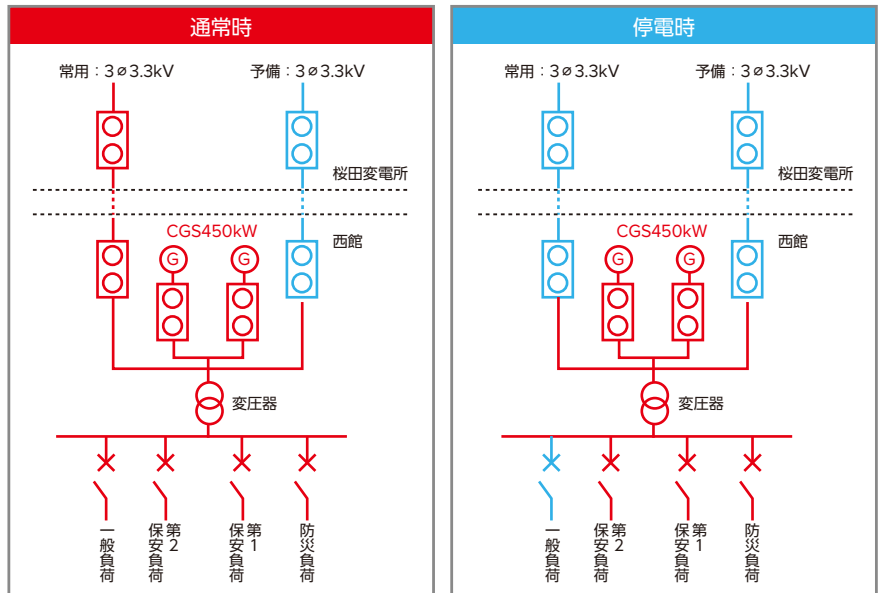 通常時
常用：3ø3.3kV
予備：3ø3.3kV
桜田変電所
CGS450kW
西館
G
G
変圧器
一般負荷
第2
保安負荷
第1
保安負荷
防災負荷
停電時
常用：3ø3.3kV
予備：3ø3.3kV
桜田変電所
CGS450kW
西館
G
G
変圧器
一般負荷
第2
保安負荷
第1
保安負荷
防災負荷